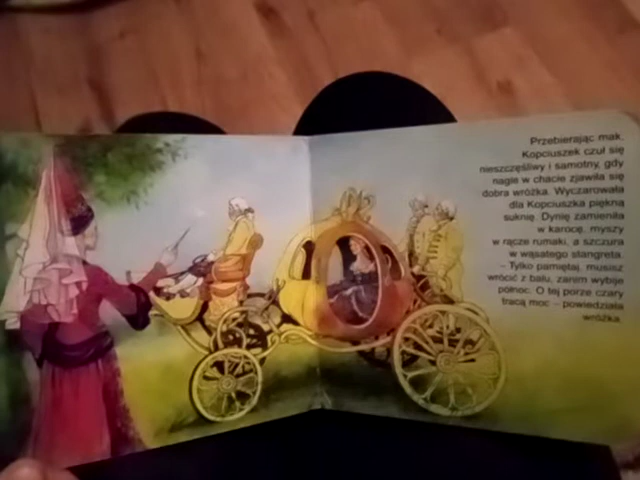 Przebierając mak,
Kopciuszek czuł się
nieszczęśliwy i samotny, gdy
nagle w chacie zjawiła się
dobra wróżka. Wyczarowała
dla Kopciuszka piękną
suknię. Dynię zamieniła
w karocę, myszy
w rącze rumaki, a szczura
w wąsatego stangreta.
– Tylko pamiętaj, musisz
wrócić z balu, zanim wybije
północ. O tej porze czary
tracą moc – powiedziała
wróżka.